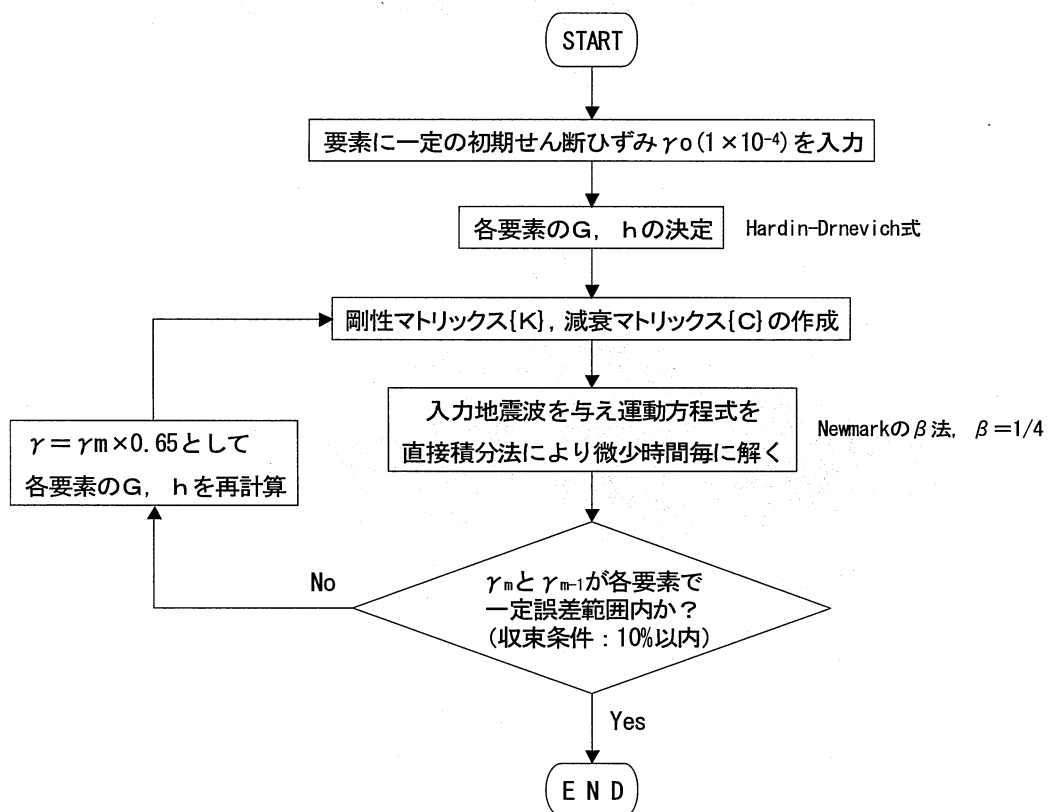 START
要素に一定の初期せん断ひずみγo(1×10-4)を入力
各要素のG, hの決定
Hardin-Drnevich式
剛性マトリックス{K}, 減衰マトリックス{C}の作成
入力地震波を与え運動方程式を
直接積分法により微少時間毎に解く
Newmarkのβ法, β=1/4
γ=γm×0.65として
各要素のG, hを再計算
No
γmとγm-1が各要素で
一定誤差範囲内か？
(収束条件：10%以内)
Yes
END